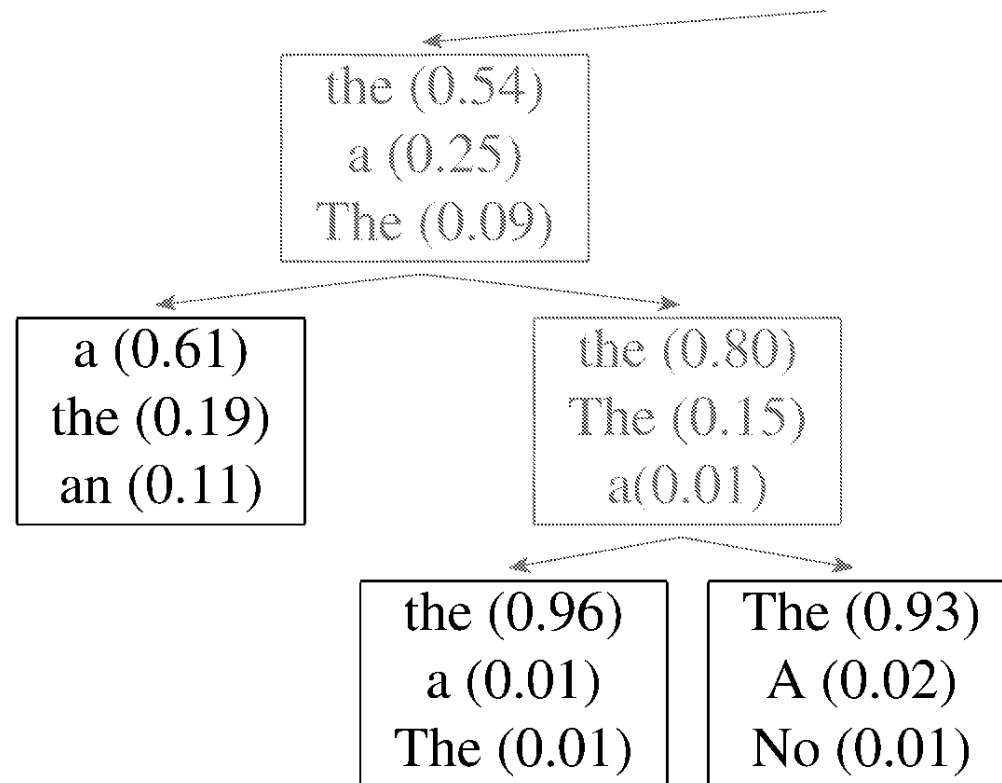 the (0.54)
a (0.25)
The (0.09)
a (0.61)
the (0.19)
an (0.11)
the (0.80)
The (0.15)
a(0.01)
the (0.96)
a (0.01)
The (0.01)
The (0.93)
A (0.02)
No (0.01)